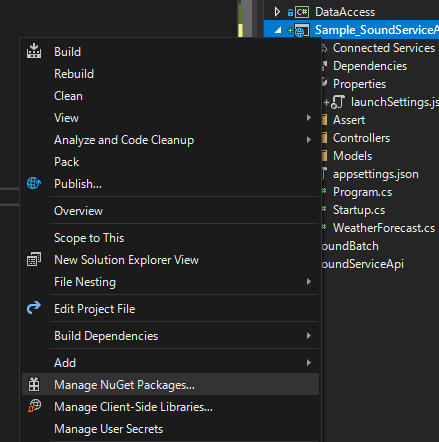 Build
Rebuild
Clean
View
Analyze and Code Cleanup
Pack
Publish...
Overview
Scope to This
New Solution Explorer View
File Nesting
Edit Project File
Build Dependencies
Add
Manage NuGet Packages...
Manage Client-Side Libraries...
Manage User Secrets
C# DataAccess
Sample_SoundServiceA
Connected Services
Dependencies
Properties
launchSettings.js
Assert
Controllers
Models
appsettings.json
Program.cs
Startup.cs
WeatherForecast.cs
oundBatch
oundServiceApi